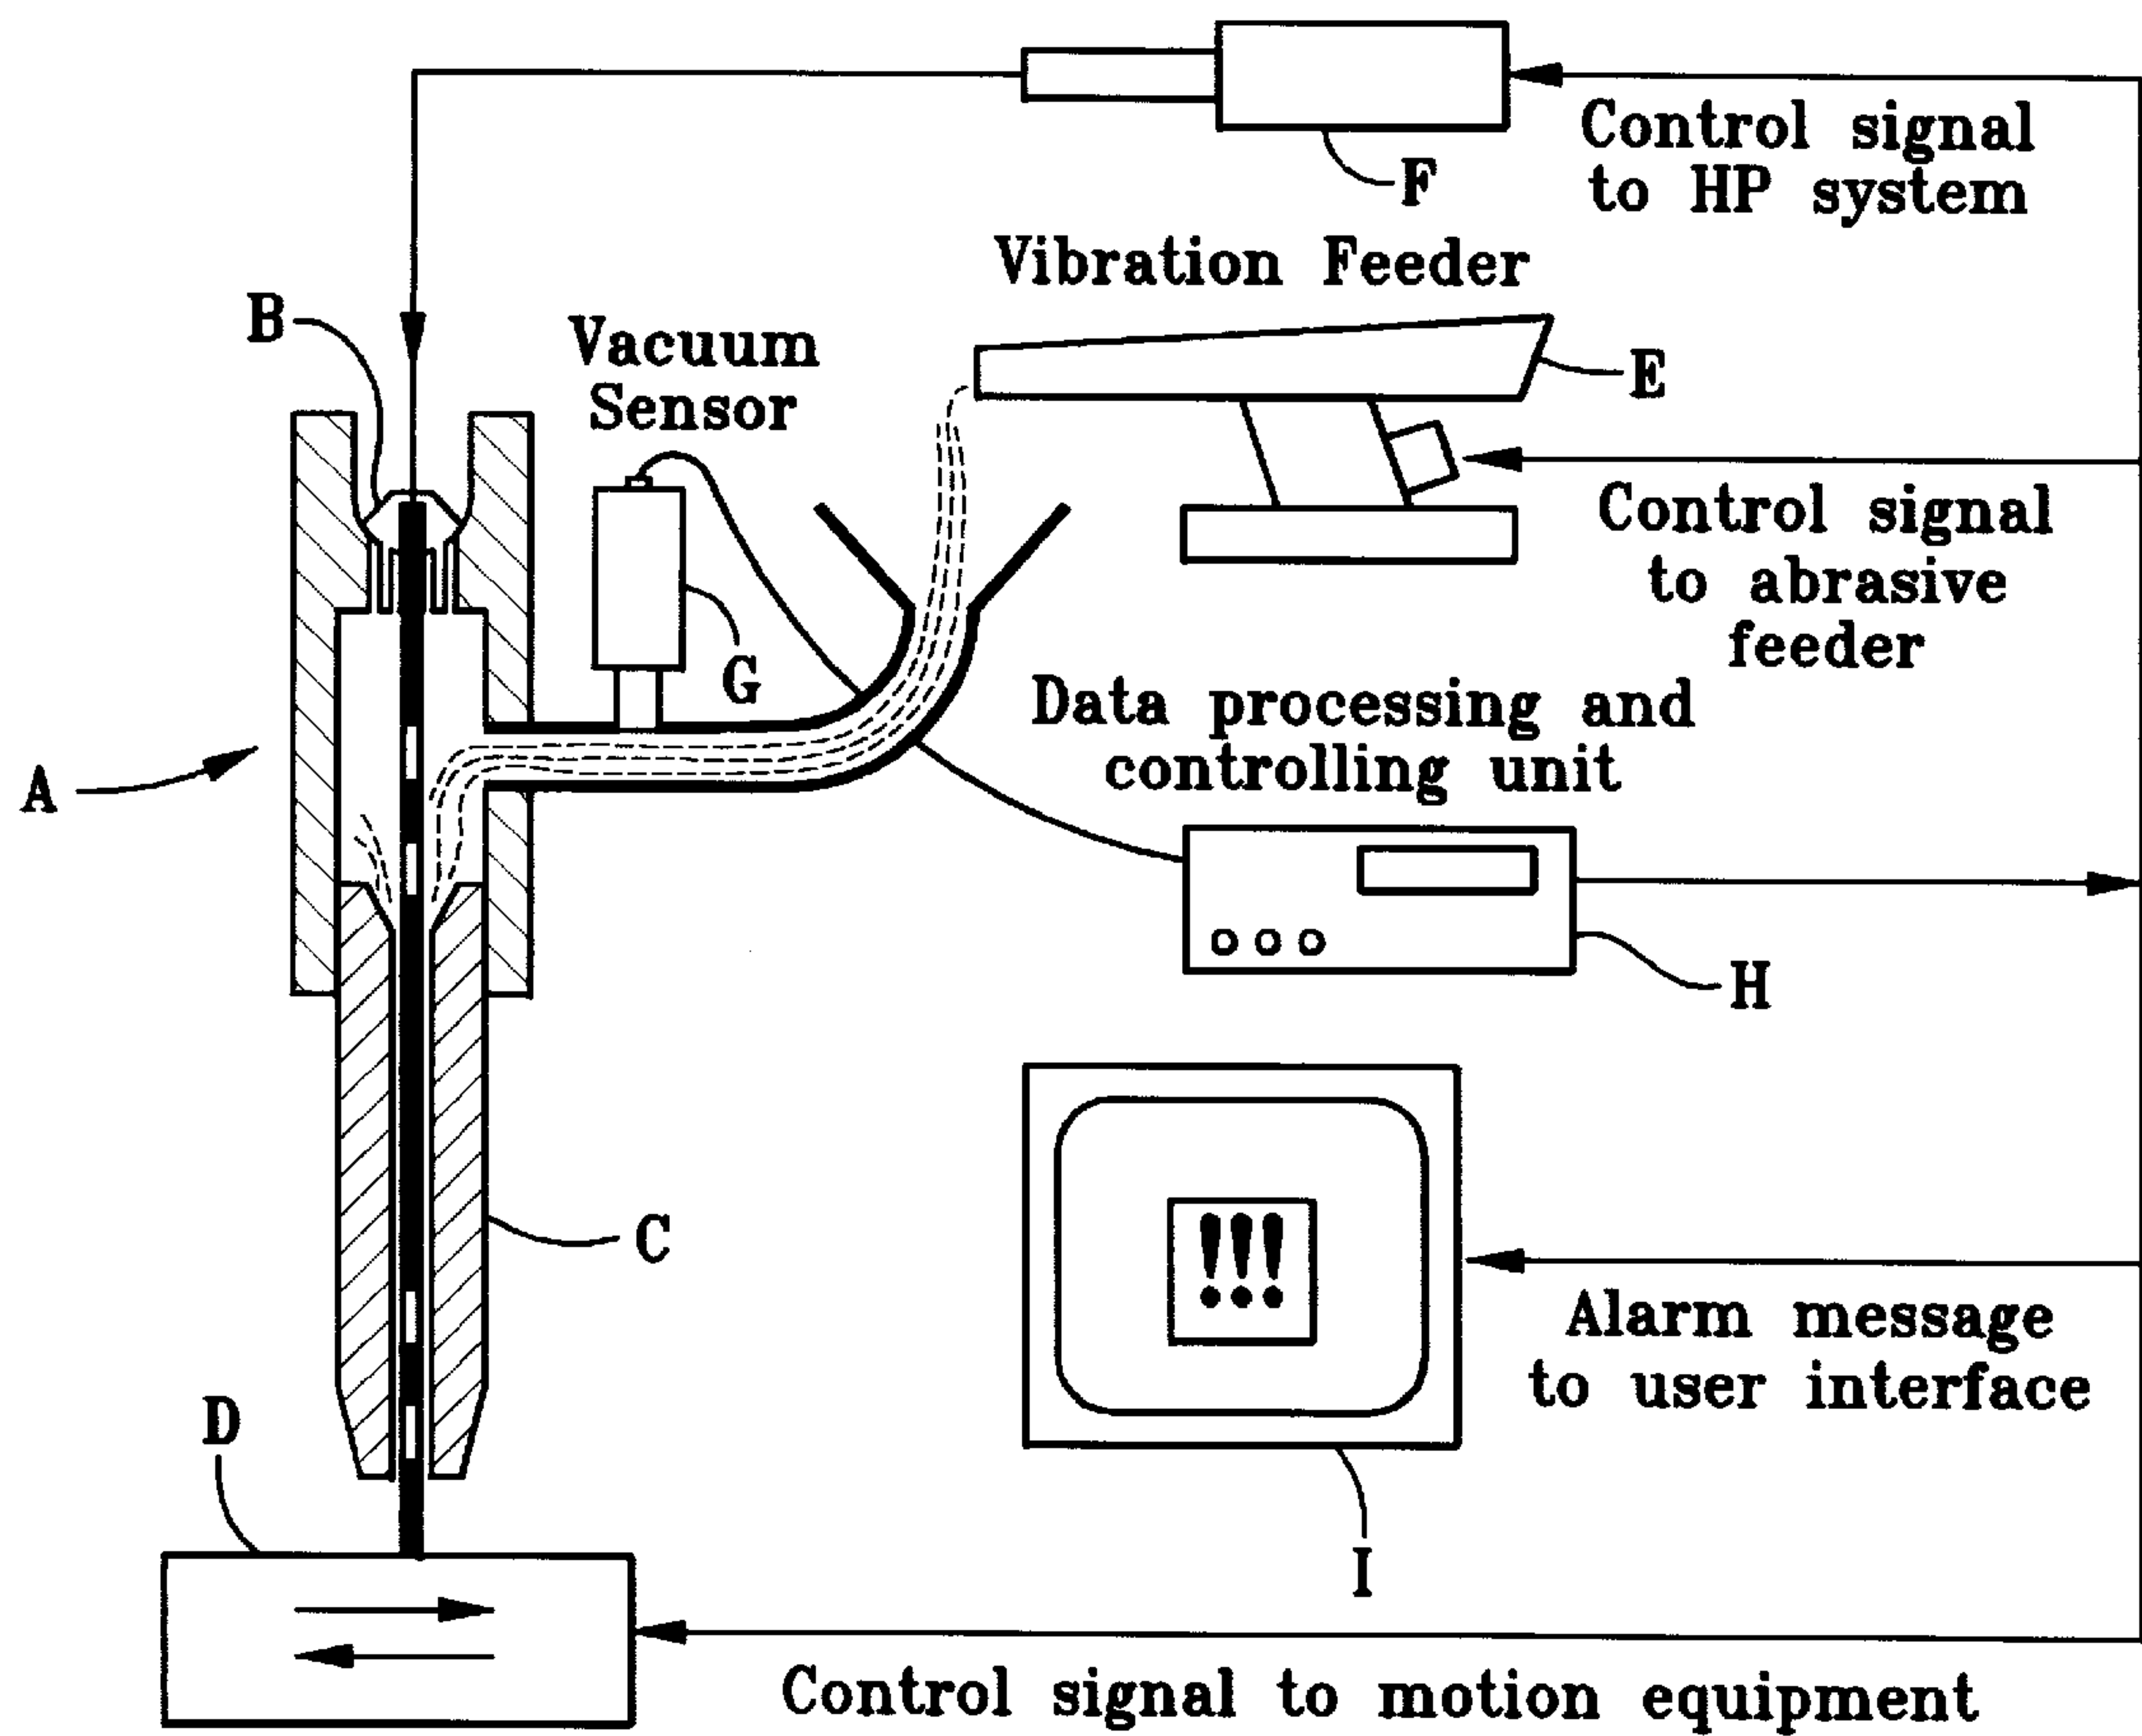 Control signal
to HP system
F
Vibration Feeder
B
Vacuum
Sensor
E
Control signal
to abrasive
feeder
G
Data processing and
controlling unit
A
H
C
!!!
Alarm message
to user interface
D
I
Control signal to motion equipment